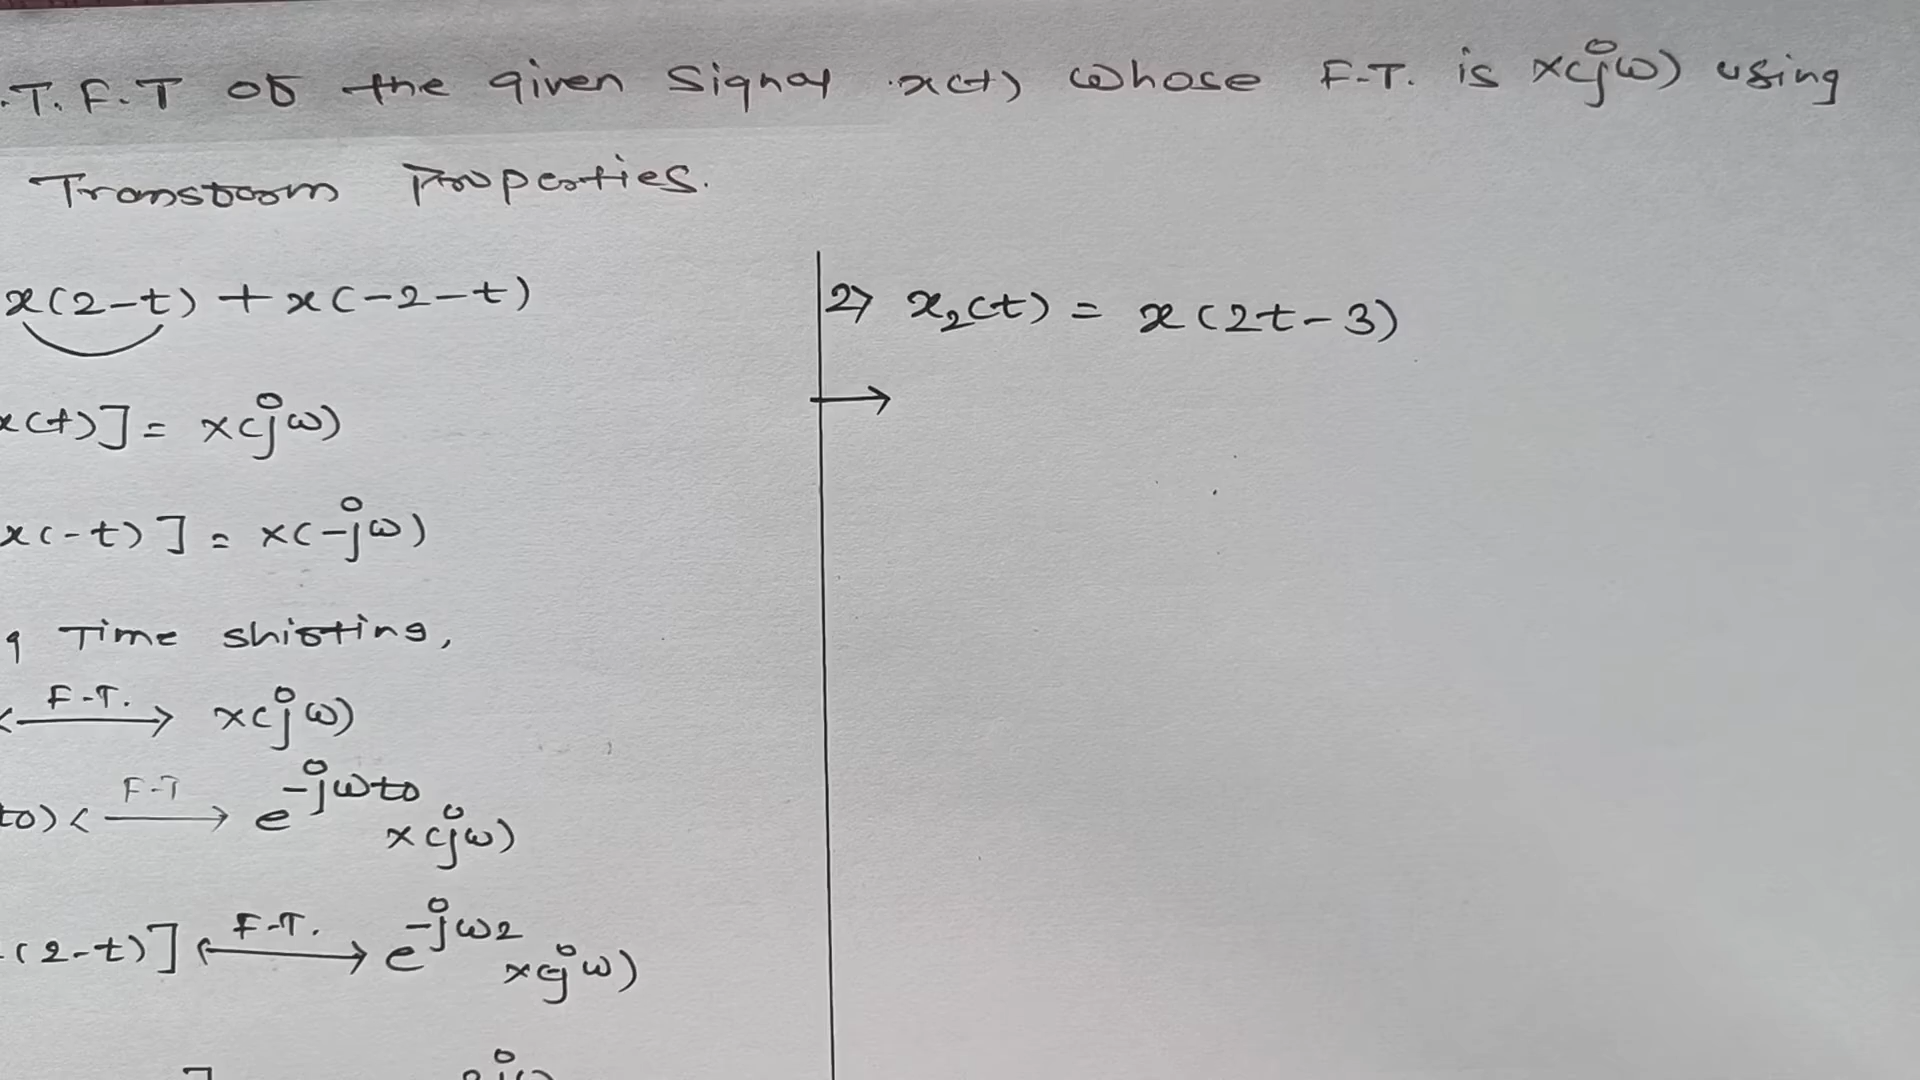 .T.F.T of the given Signal x(t) whose F.T. is x(jω) using
Transform Properties.
x(2-t) + x(-2-t)
x(t)] = x(jω)
x(-t)] = x(-jω)
g Time shifting,
<-F.T.-> x(jω)
to) <-F.T-> e^-jωto x(jω)
(2-t)] <-F.T.-> e^-jω2 x(jω)
2> x₂(t) = x(2t-3)
→